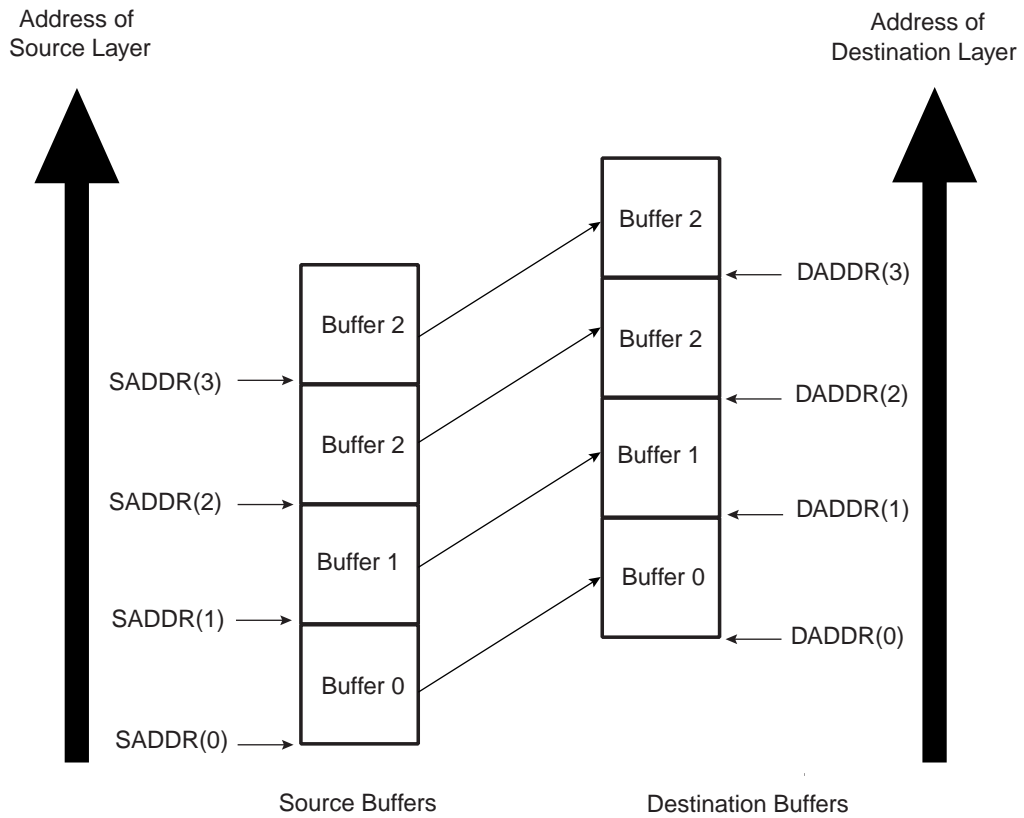 Address of
Source Layer
Address of
Destination Layer
Buffer 2
DADDR(3)
Buffer 2
Buffer 2
SADDR(3)
DADDR(2)
Buffer 2
Buffer 1
SADDR(2)
DADDR(1)
Buffer 1
Buffer 0
SADDR(1)
DADDR(0)
Buffer 0
SADDR(0)
Source Buffers
Destination Buffers